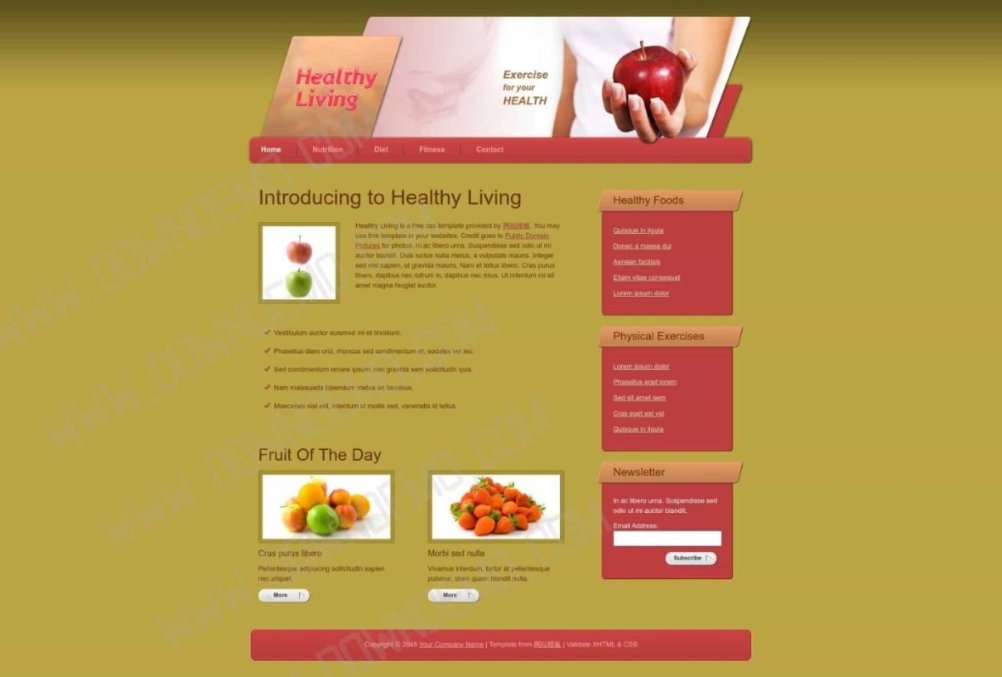 Healthy
Living
Exercise
for your
HEALTH
Home
Nutrition
Diet
Fitness
Contact
Introducing to Healthy Living
Healthy Living is a free css template provided by 网站模板. You may
use this template in your websites. Credit goes to Public Domain
Pictures for photos. In ac libero urna. Suspendisse sed odio ut mi
auctor blandit. Duis luctus nulla metus, a vulputate mauris. Integer
sed nisi sapien, ut gravida mauris. Nam et tellus libero. Cras purus
libero, dapibus nec rutrum in, dapibus nec risus. Ut interdum mi sit
amet magna feugiat auctor.
Vestibulum auctor euismod mi et tincidunt.
Phasellus diam orci, rhoncus sed condimentum et, sodales vel leo.
Sed condimentum ornare ipsum, nec gravida sem sollicitudin quis.
Nam malesuada bibendum metus ac faucibus.
Maecenas nisl est, interdum id mollis sed, venenatis id tellus.
Fruit Of The Day
Cras purus libero
Pellentesque adipiscing sollicitudin sapien
nec aliquet.
More
Morbi sed nulla
Vivamus interdum, tortor at pellentesque
pulvinar, diam quam blandit nulla.
More
Healthy Foods
Quisque in ligula
Donec a massa dui
Aenean facilisis
Etiam vitae consequat
Lorem ipsum dolor
Physical Exercises
Lorem ipsum dolor
Phasellus eget lorem
Sed sit amet sem
Cras eget est vel
Quisque in ligula
Newsletter
In ac libero urna. Suspendisse sed
odio ut mi auctor blandit.
Email Address:
Subscribe
Copyright © 2048 Your Company Name | Template from 网站模板 | Validate XHTML & CSS